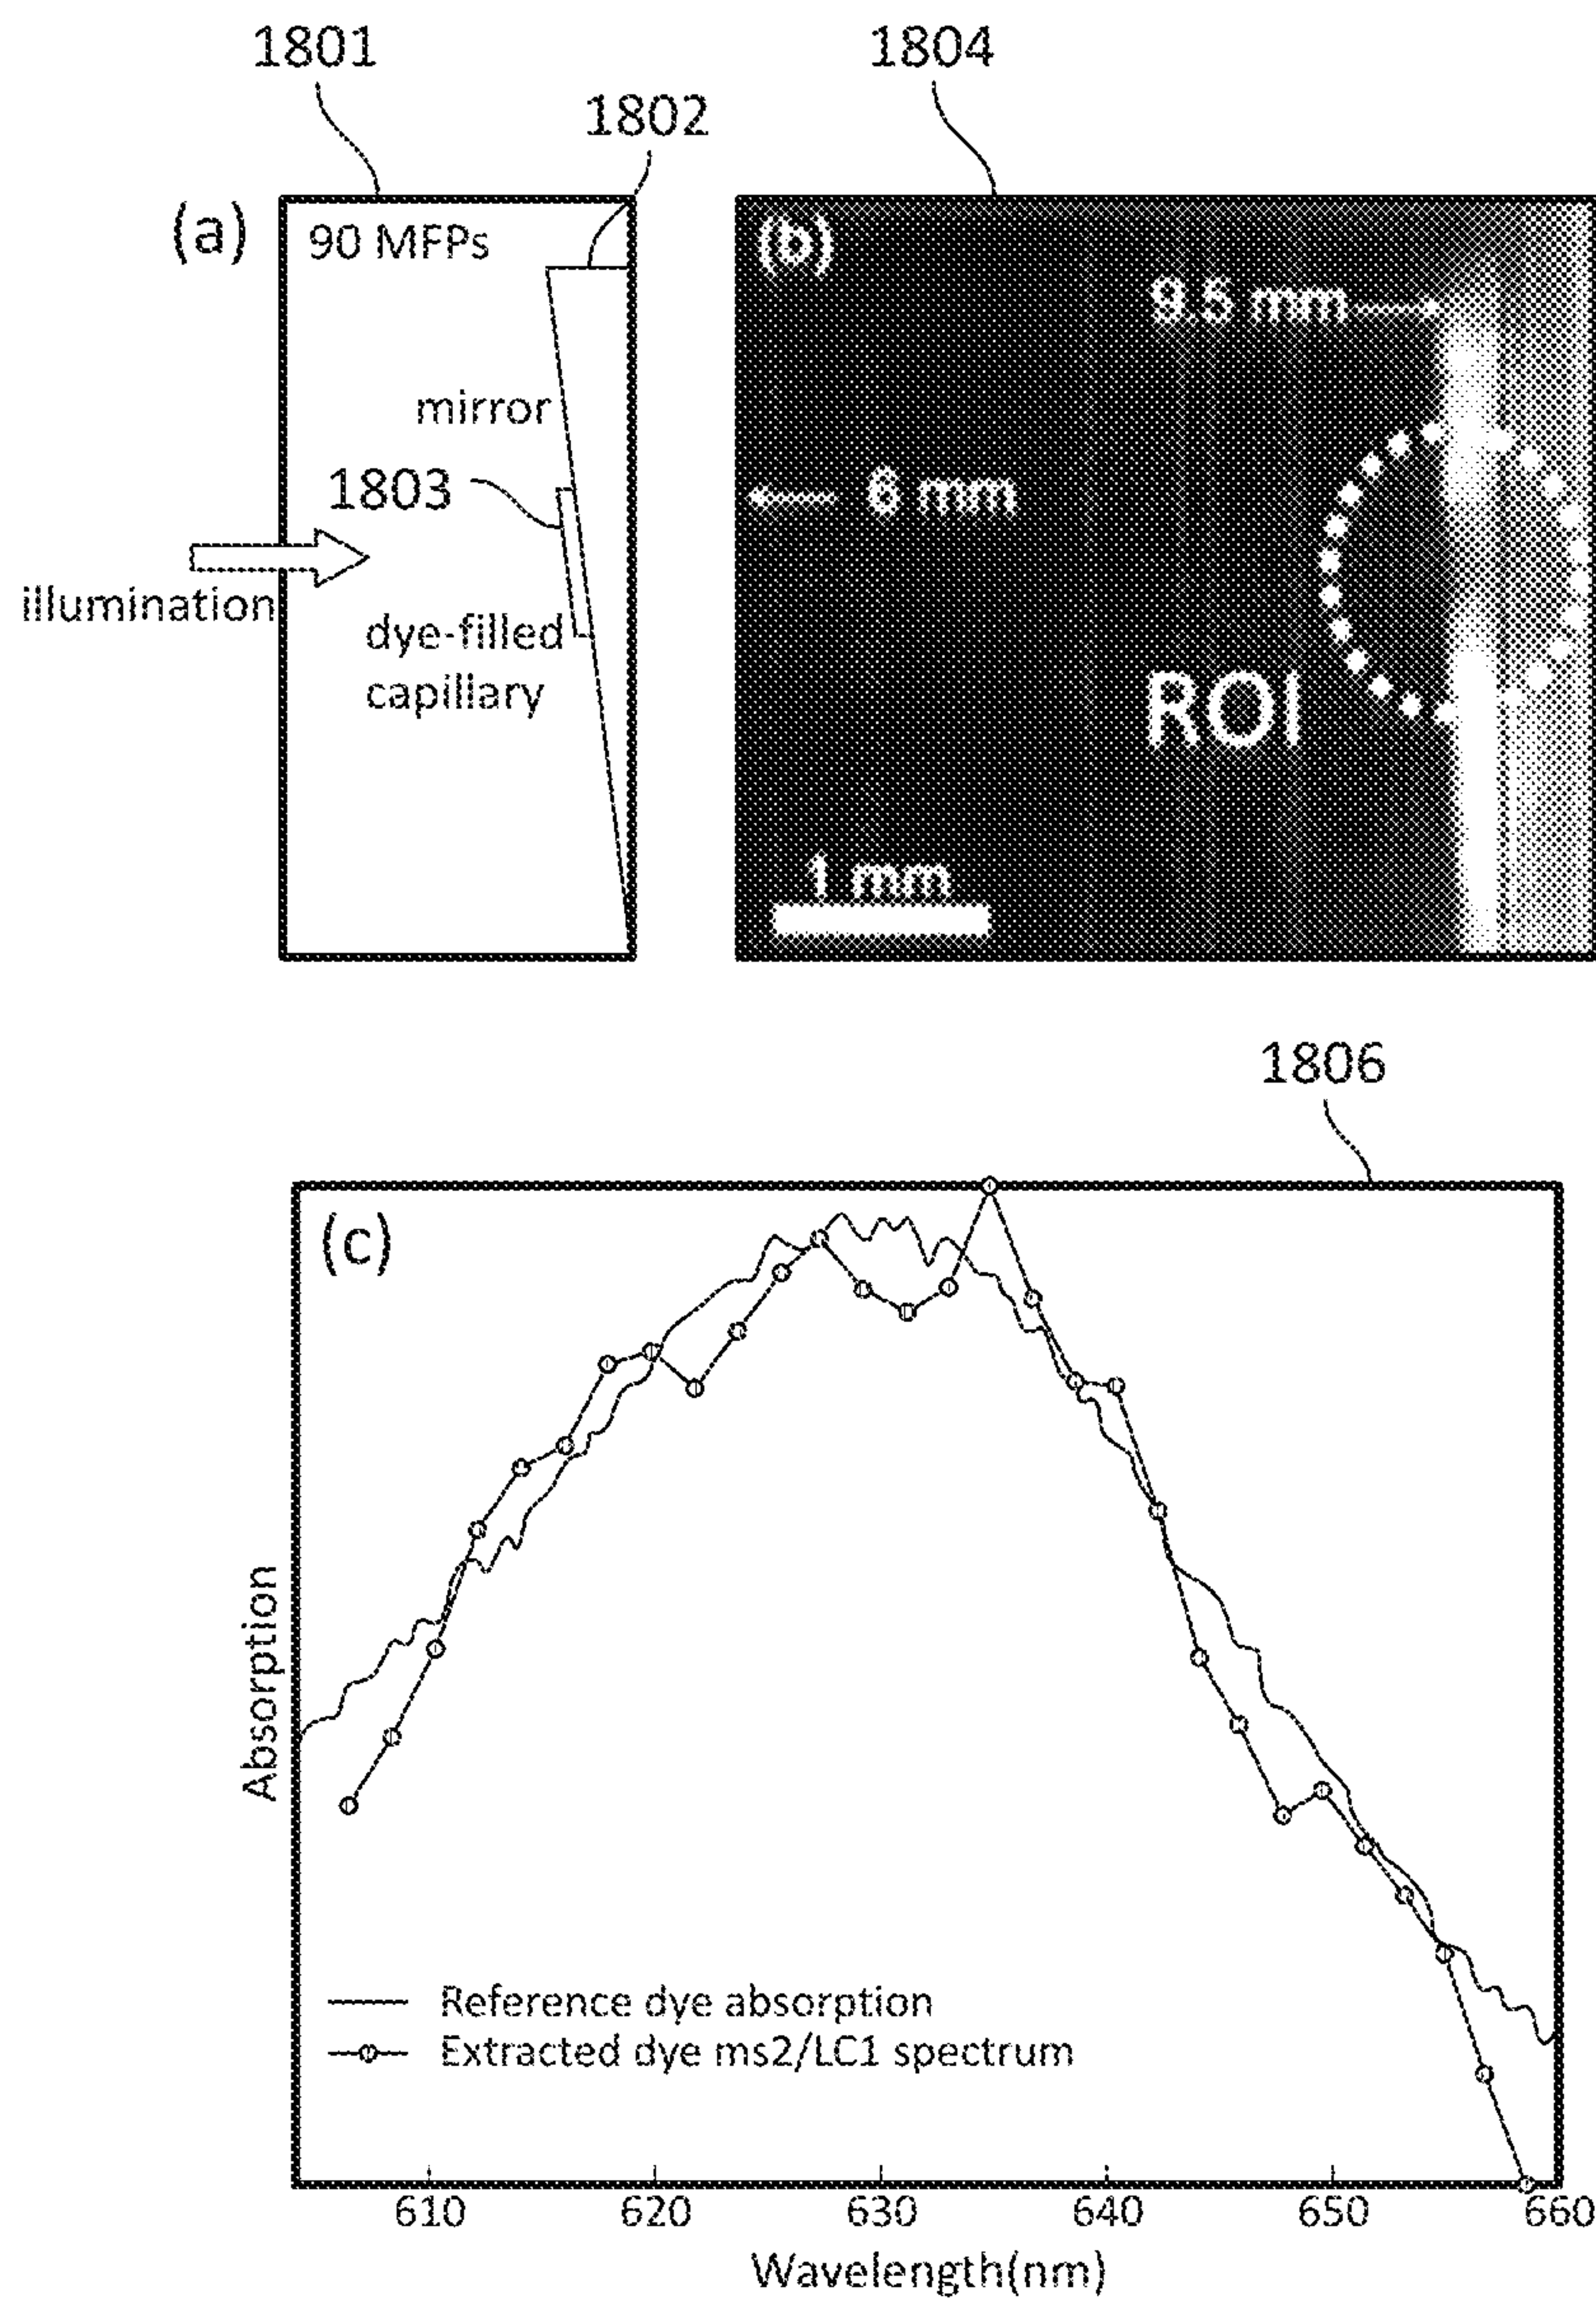 1801
1804
1802
(a)
90 MFPs
(b)
9.5 mm
mirror
1803
6 mm
illumination
dye-filled
capillary
ROI
1 mm
1806
(c)
Absorption
Reference dye absorption
Extracted dye ms2/LC1 spectrum
610 620 630 640 650 660
Wavelength(nm)